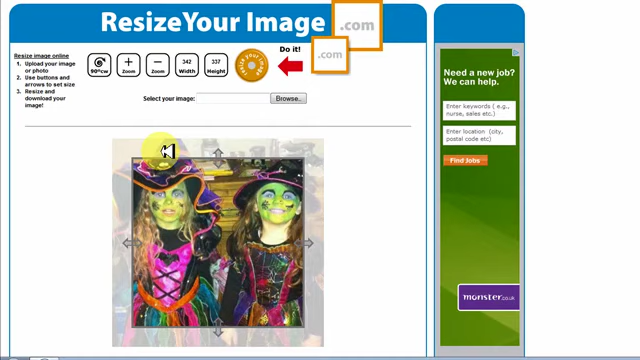 ResizeYour Image .com
.com
Do it!
Resize image online
1. Upload your image or photo
2. Use buttons and arrows to set size
3. Resize and download your image!
90°cw
+
Zoom
−
Zoom
342
Width
337
Height
resize your image
Select your image:
Browse..
Need a new job?
We can help.
Enter keywords ( e.g., nurse, sales etc.)
Enter location (city, postal code etc)
Find Jobs
monster.co.uk